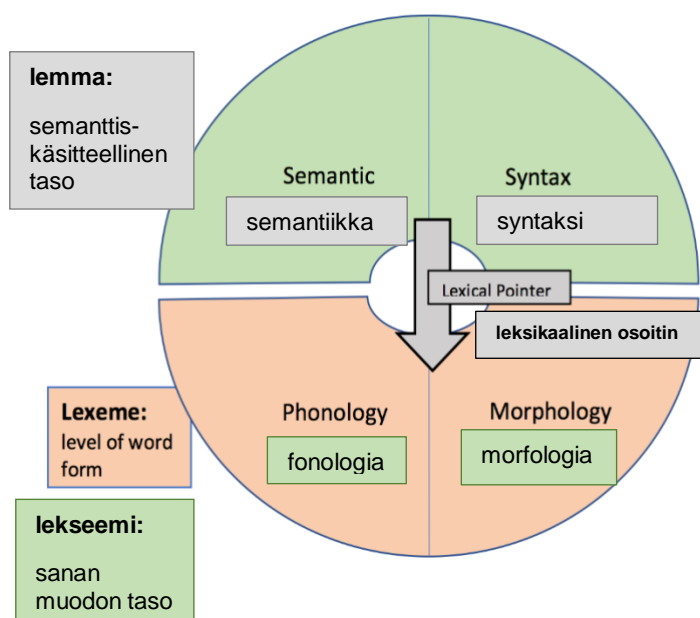 lemma:
semanttis-
käsitteellinen
taso
Semantic
Syntax
semantiikka
syntaksi
Lexical Pointer
leksikaalinen osoitin
Lexeme:
level of word
form
Phonology
Morphology
fonologia
morfologia
lekseemi:
sanan
muodon taso